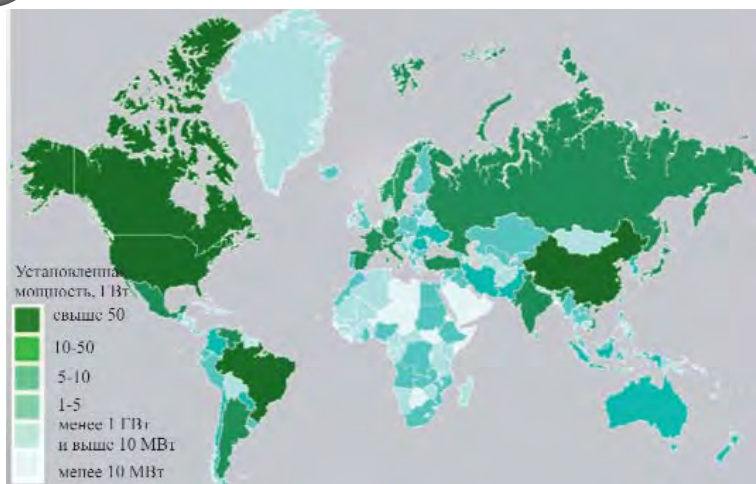 Установленна
мощность, ГВт
свыше 50
10-50
5-10
1-5
менее 1 ГВт
и выше 10 МВт
менее 10 МВт